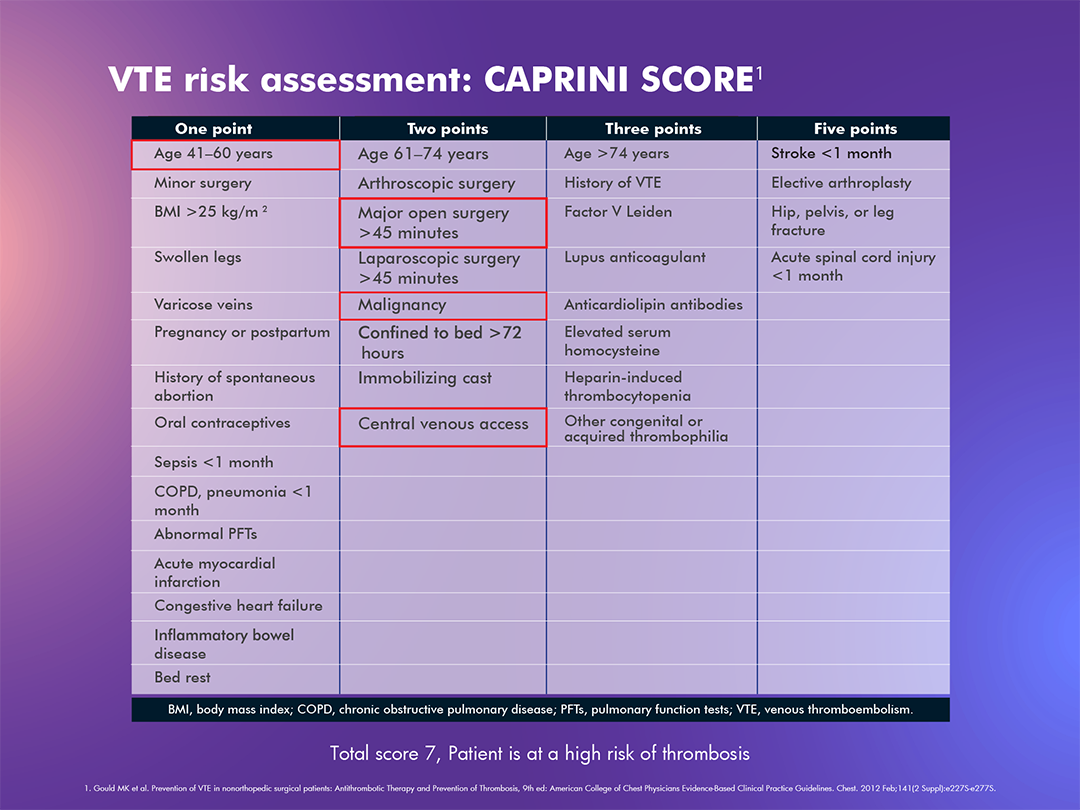 VTE risk assessment: CAPRINI SCORE1
One point Two points Three points Five points
Age 41–60 years Age 61–74 years Age >74 years Stroke <1 month
Minor surgery Arthroscopic surgery History of VTE Elective arthroplasty
BMI >25 kg/m 2 Major open surgery Factor V Leiden Hip, pelvis, or leg
>45 minutes fracture
Swollen legs Laparoscopic surgery Lupus anticoagulant Acute spinal cord injury
>45 minutes <1 month
Varicose veins Malignancy Anticardiolipin antibodies
Pregnancy or postpartum Confined to bed >72 Elevated serum
hours homocysteine
History of spontaneous Immobilizing cast Heparin-induced
abortion thrombocytopenia
Oral contraceptives Central venous access Other congenital or
acquired thrombophilia
Sepsis <1 month
COPD, pneumonia <1
month
Abnormal PFTs
Acute myocardial
infarction
Congestive heart failure
Inflammatory bowel
disease
Bed rest
BMI, body mass index; COPD, chronic obstructive pulmonary disease; PFTs, pulmonary function tests; VTE, venous thromboembolism.
Total score 7, Patient is at a high risk of thrombosis
1. Gould MK et al. Prevention of VTE in nonorthopedic surgical patients: Antithrombotic Therapy and Prevention of Thrombosis, 9th ed: American College of Chest Physicians Evidence-Based Clinical Practice Guidelines. Chest. 2012 Feb;141(2 Suppl):e227S-e277S.